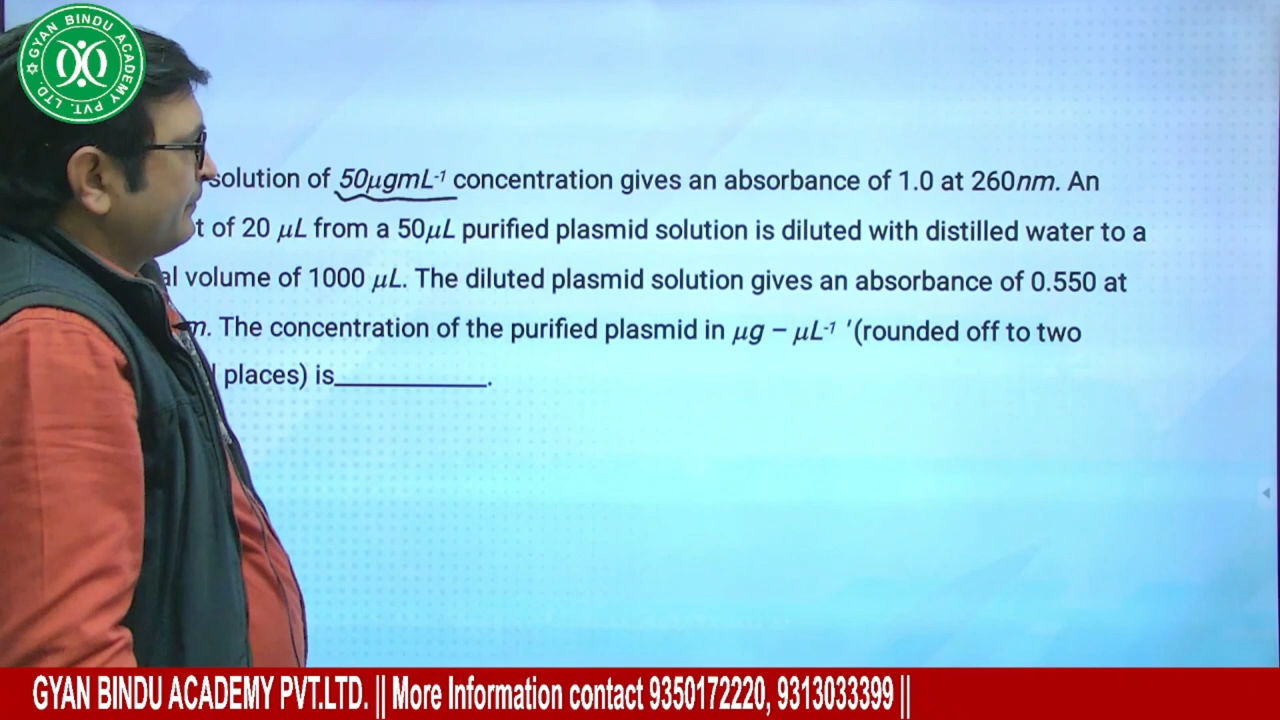 GYAN BINDU ACADEMY PVT. LTD.
solution of 50μgmL⁻¹ concentration gives an absorbance of 1.0 at 260nm. An
t of 20 μL from a 50μL purified plasmid solution is diluted with distilled water to a
al volume of 1000 μL. The diluted plasmid solution gives an absorbance of 0.550 at
m. The concentration of the purified plasmid in μg – μL⁻¹ ′(rounded off to two
l places) is____________.
GYAN BINDU ACADEMY PVT.LTD. || More Information contact 9350172220, 9313033399 ||